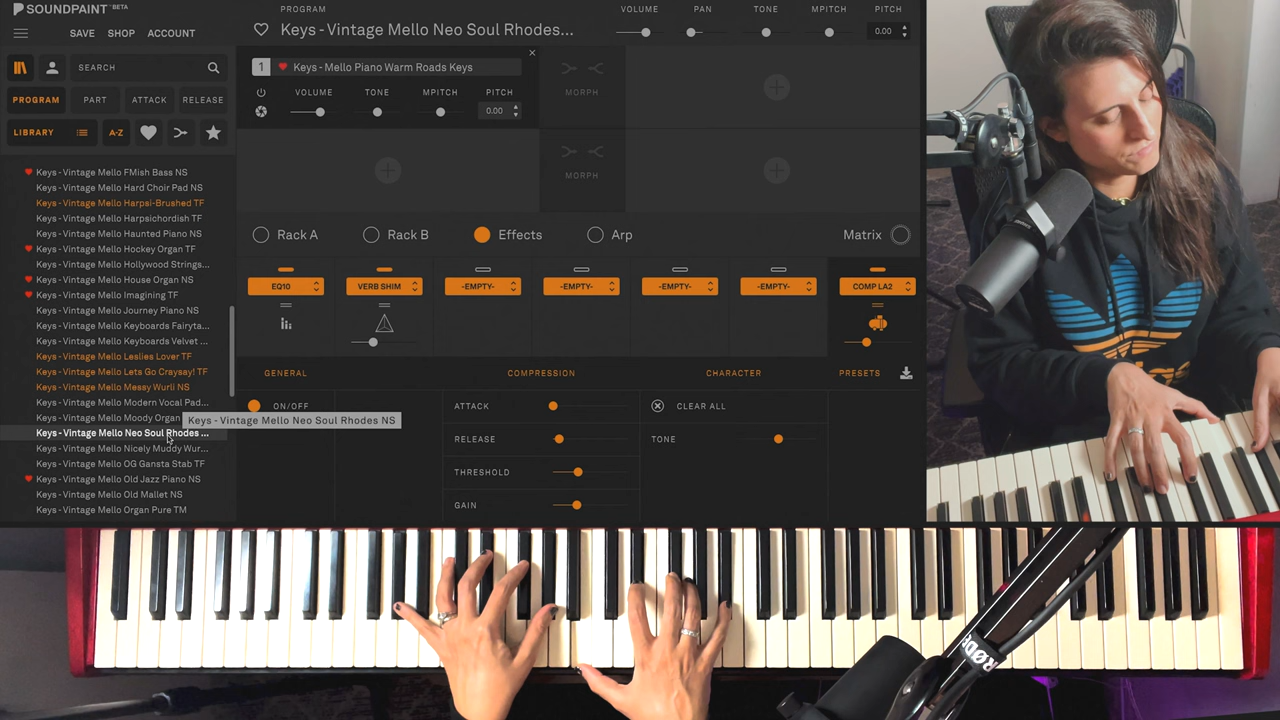 SOUNDPAINT™ BETA
SAVE SHOP ACCOUNT
SEARCH
PROGRAM PART ATTACK RELEASE
LIBRARY A-Z
Keys - Vintage Mello FMish Bass NS
Keys - Vintage Mello Hard Choir Pad NS
Keys - Vintage Mello Harpsi-Brushed TF
Keys - Vintage Mello Harpsichordish TF
Keys - Vintage Mello Haunted Piano NS
Keys - Vintage Mello Hockey Organ TF
Keys - Vintage Mello Hollywood Strings...
Keys - Vintage Mello House Organ NS
Keys - Vintage Mello Imagining TF
Keys - Vintage Mello Journey Piano NS
Keys - Vintage Mello Keyboards Fairyta...
Keys - Vintage Mello Keyboards Velvet ...
Keys - Vintage Mello Leslies Lover TF
Keys - Vintage Mello Lets Go Craysay! TF
Keys - Vintage Mello Messy Wurli NS
Keys - Vintage Mello Modern Vocal Pad...
Keys - Vintage Mello Moody Organ
Keys - Vintage Mello Neo Soul Rhodes NS
Keys - Vintage Mello Neo Soul Rhodes ...
Keys - Vintage Mello Nicely Muddy Wur...
Keys - Vintage Mello OG Gansta Stab TF
Keys - Vintage Mello Old Jazz Piano NS
Keys - Vintage Mello Old Mallet NS
Keys - Vintage Mello Organ Pure TM
PROGRAM
Keys - Vintage Mello Neo Soul Rhodes...
VOLUME PAN TONE MPITCH PITCH
0.00
1 Keys - Mello Piano Warm Roads Keys
VOLUME TONE MPITCH PITCH
0.00
MORPH
MORPH
Rack A Rack B Effects Arp Matrix
EQ10 VERB SHIM -EMPTY- -EMPTY- -EMPTY- -EMPTY- COMP LA2
GENERAL COMPRESSION CHARACTER PRESETS
ON/OFF ATTACK CLEAR ALL
RELEASE TONE
THRESHOLD
GAIN
RØDE